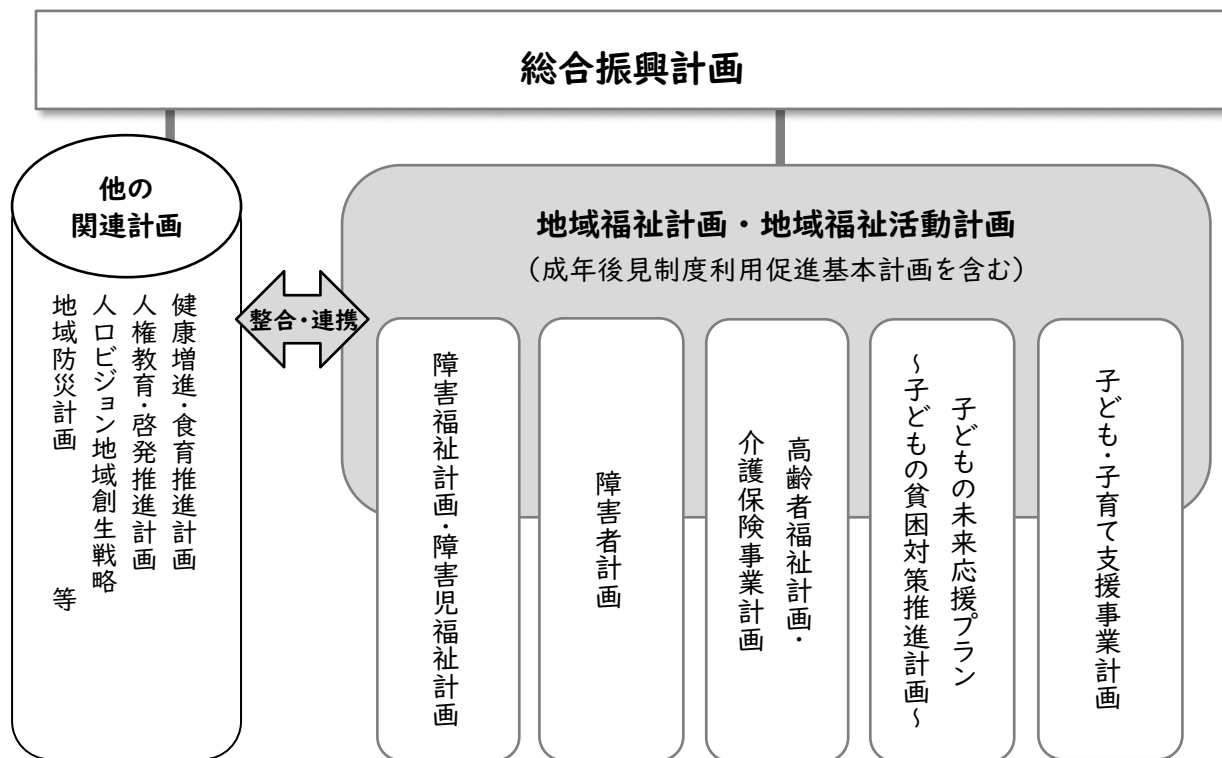 総合振興計画
他の
関連計画
健康増進・食育推進計画
人権教育・啓発推進計画
人口ビジョン地域創生戦略
地域防災計画　　　等
整合・連携
地域福祉計画・地域福祉活動計画
（成年後見制度利用促進基本計画を含む）
子ども・子育て支援事業計画
子どもの未来応援プラン
～子どもの貧困対策推進計画～
高齢者福祉計画・
介護保険事業計画
障害者計画
障害福祉計画・障害児福祉計画